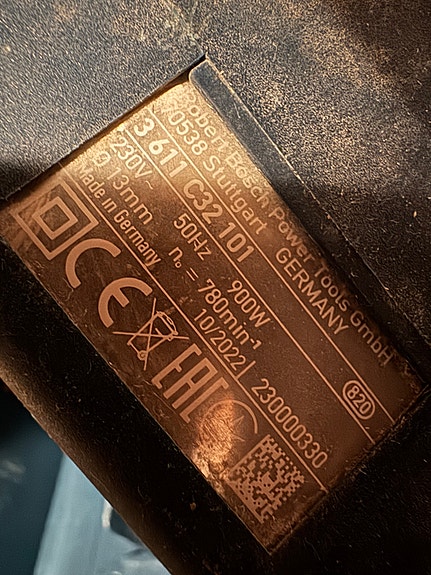 Robert Bosch Power Tools GmbH
70538 Stuttgart GERMANY
3 611 C32 101
230V~ 50Hz 900W
13mm n₀ = 780min⁻¹
Made in Germany 10/2022 230000330
820
CE EAC